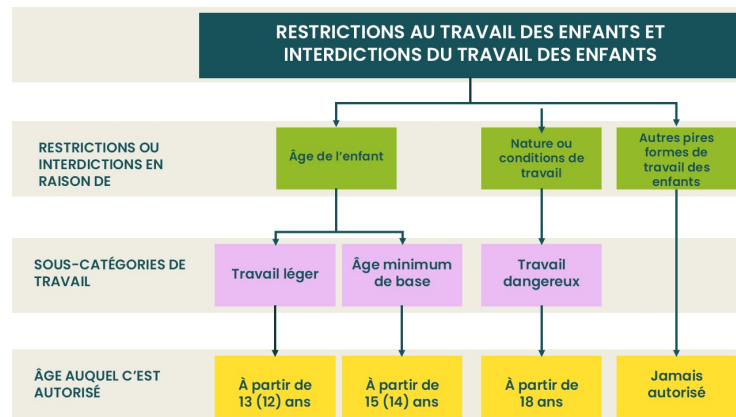 RESTRICTIONS AU TRAVAIL DES ENFANTS ET
INTERDICTIONS DU TRAVAIL DES ENFANTS
RESTRICTIONS OU
INTERDICTIONS EN
RAISON DE
Âge de l’enfant
Nature ou
conditions de
travail
Autres pires
formes de
travail des
enfants
SOUS-CATÉGORIES DE
TRAVAIL
Travail léger
Âge minimum
de base
Travail
dangereux
ÂGE AUQUEL C’EST
AUTORISÉ
À partir de
13 (12) ans
À partir de
15 (14) ans
À partir de
18 ans
Jamais
autorisé